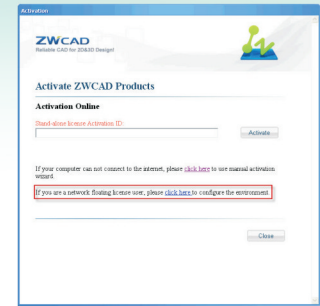 Activation
ZWCAD
Reliable CAD for 2D&3D Design!
Activate ZWCAD Products
Activation Online
Stand-alone license Activation ID:
Activate
If your computer can not connect to the internet, please click here to use manual activation
wizard.
If you are a network floating license user, please click here to configure the environment.
Close